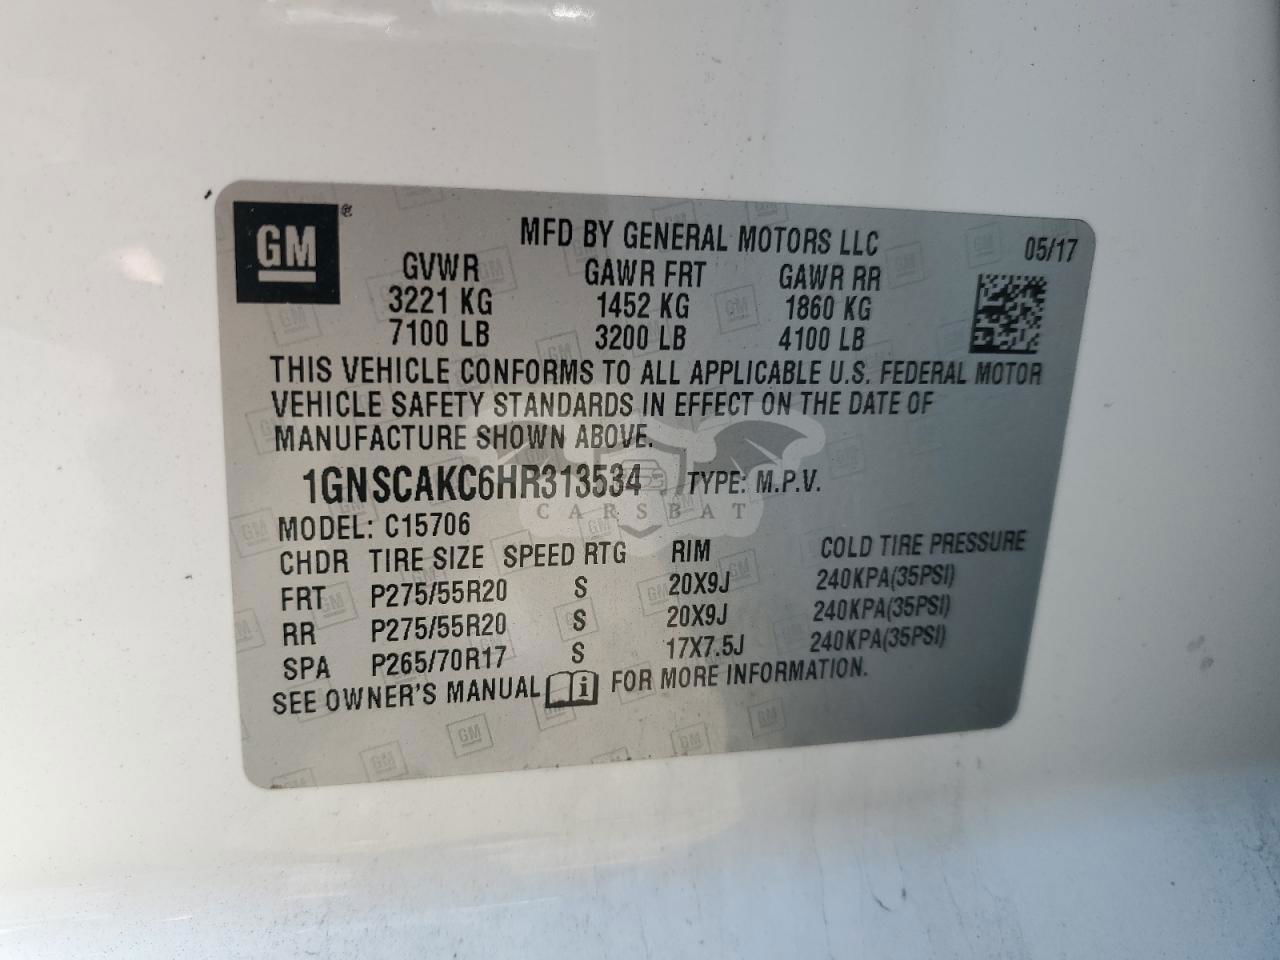 GM ®
MFD BY GENERAL MOTORS LLC 05/17
GVWR GAWR FRT GAWR RR
3221 KG 1452 KG 1860 KG
7100 LB 3200 LB 4100 LB
THIS VEHICLE CONFORMS TO ALL APPLICABLE U.S. FEDERAL MOTOR
VEHICLE SAFETY STANDARDS IN EFFECT ON THE DATE OF
MANUFACTURE SHOWN ABOVE.
1GNSCAKC6HR313534 TYPE: M.P.V.
CARSBAT
MODEL: C15706
CHDR TIRE SIZE SPEED RTG RIM COLD TIRE PRESSURE
FRT P275/55R20 S 20X9J 240KPA(35PSI)
RR P275/55R20 S 20X9J 240KPA(35PSI)
SPA P265/70R17 S 17X7.5J 240KPA(35PSI)
SEE OWNER'S MANUAL i FOR MORE INFORMATION.